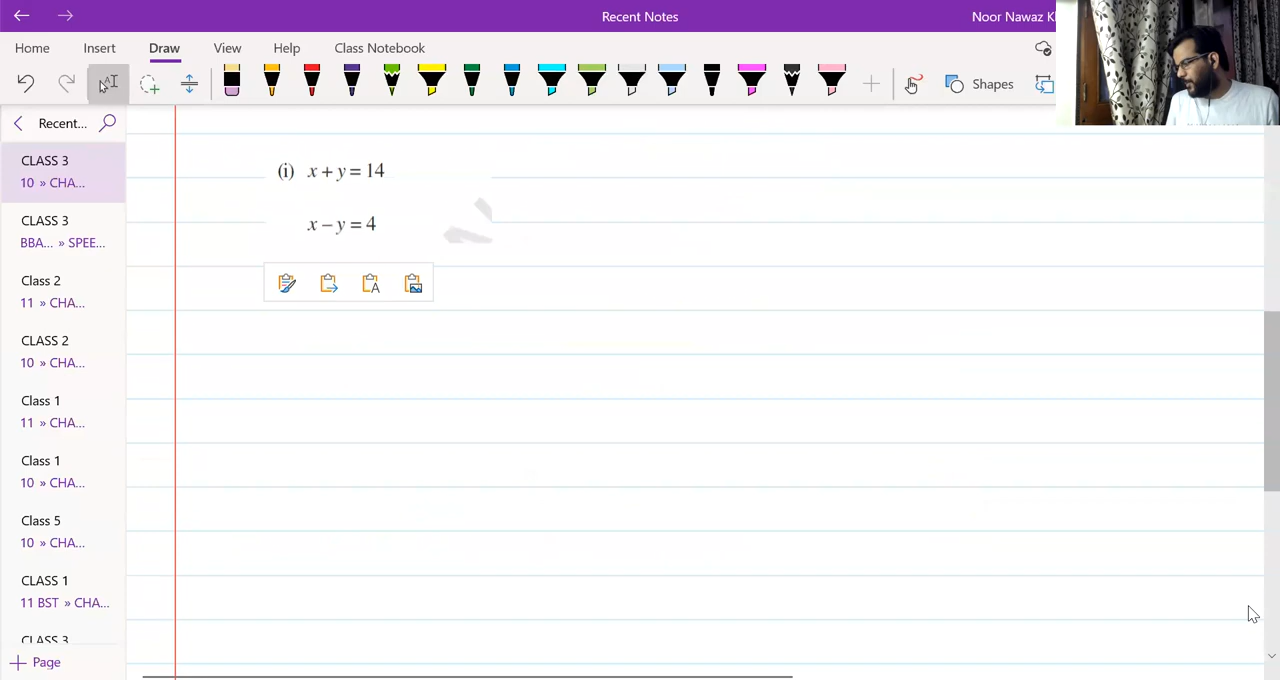 Recent Notes
Noor Nawaz
Home Insert Draw View Help Class Notebook
Shapes
Recent...
CLASS 3
10 » CHA...
CLASS 3
BBA... » SPEE...
Class 2
11 » CHA...
CLASS 2
10 » CHA...
Class 1
11 » CHA...
Class 1
10 » CHA...
Class 5
10 » CHA...
CLASS 1
11 BST » CHA...
CLASS 3
+ Page
(i) x + y = 14
x − y = 4